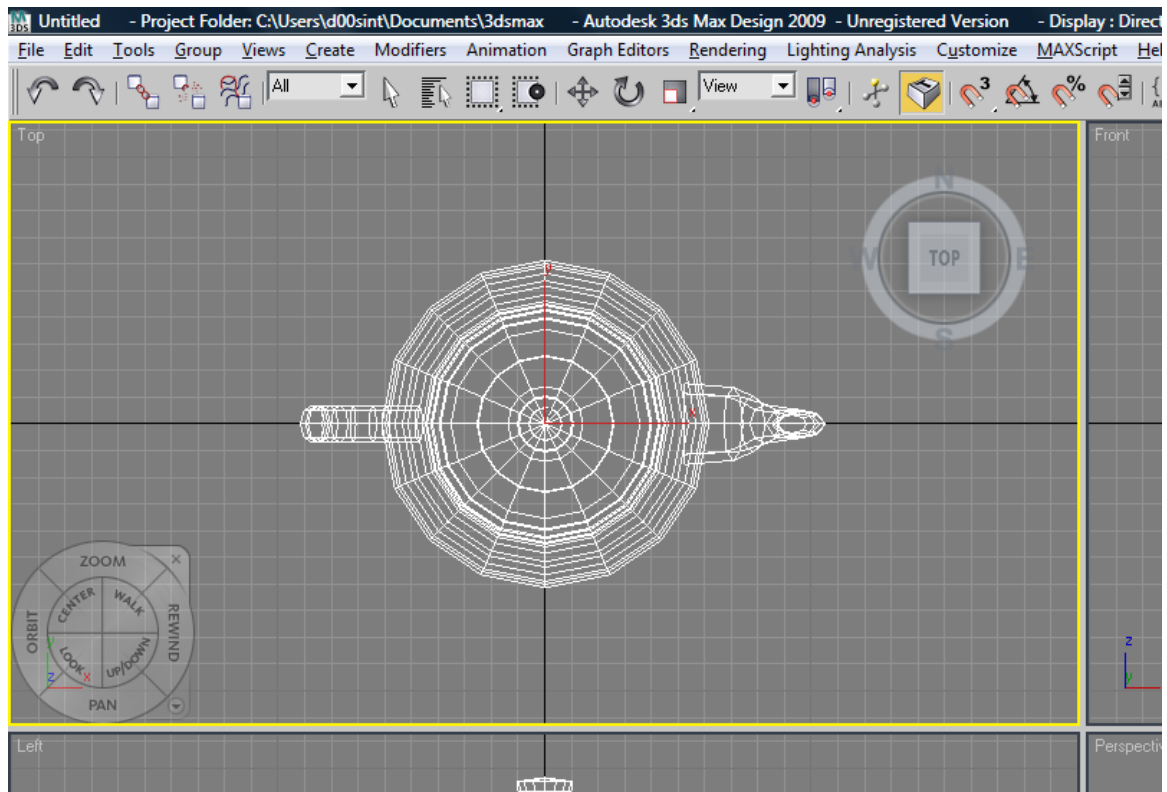 Untitled - Project Folder: C:\Users\d00sint\Documents\3dsmax - Autodesk 3ds Max Design 2009 - Unregistered Version - Display : Direct
File Edit Tools Group Views Create Modifiers Animation Graph Editors Rendering Lighting Analysis Customize MAXScript Hel
All View 3 %
Top Front
N
W TOP E
S
y
x
ZOOM
CENTER WALK
ORBIT REWIND
LOOK UP/DOWN
PAN
y
z x
z
y
Left Perspectiv